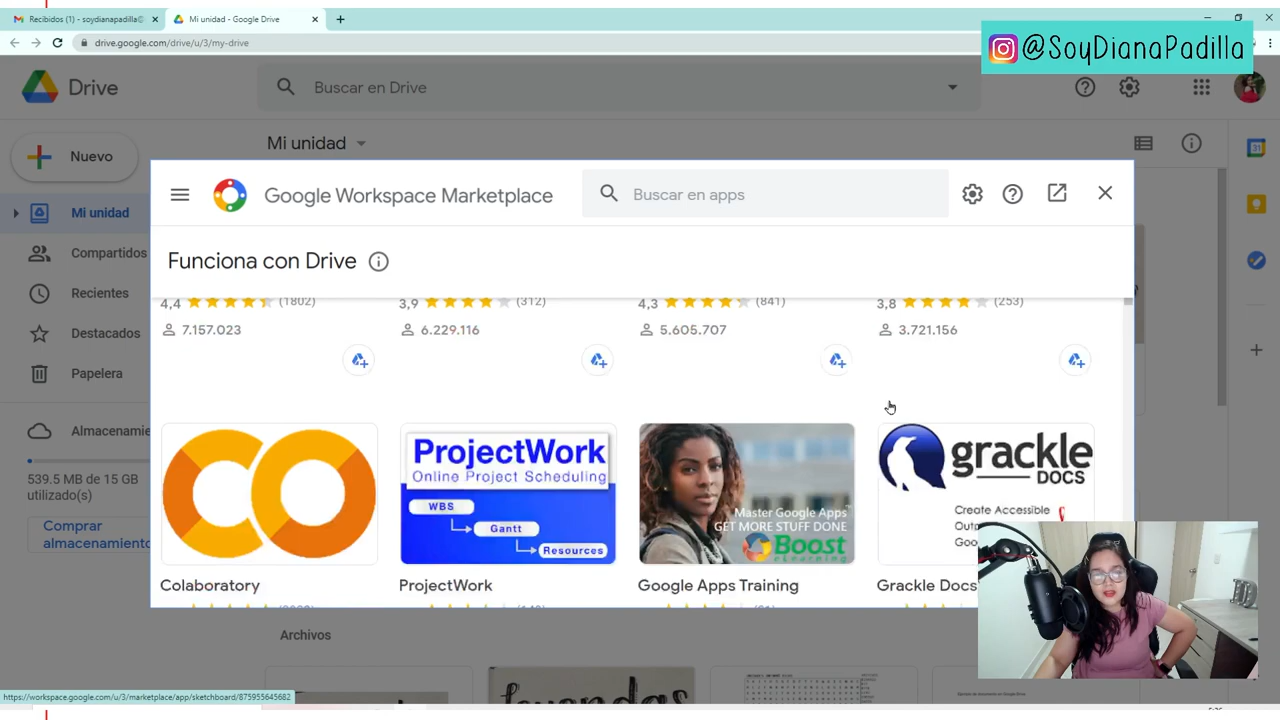 Recibidos (1) - soydianapadilla@
Mi unidad - Google Drive
drive.google.com/drive/u/3/my-drive
@SoyDianaPadilla
Drive
Buscar en Drive
Nuevo
Mi unidad
Mi unidad
Compartidos
Recientes
Destacados
Papelera
Almacenamie
539.5 MB de 15 GB
utilizado(s)
Comprar
almacenamiento
Google Workspace Marketplace
Buscar en apps
Funciona con Drive
4,4 (1802)
3,9 (312)
4,3 (841)
3,8 (253)
7.157.023
6.229.116
5.605.707
3.721.156
ProjectWork
Online Project Scheduling
WBS
Gantt
Resources
Master Google Apps
GET MORE STUFF DONE
Boost
eLearning
grackle
DOCS
Create Accessible
Goo
Colaboratory
ProjectWork
Google Apps Training
Grackle Docs
Archivos
https://workspace.google.com/u/3/marketplace/app/sketchboard/875955645682